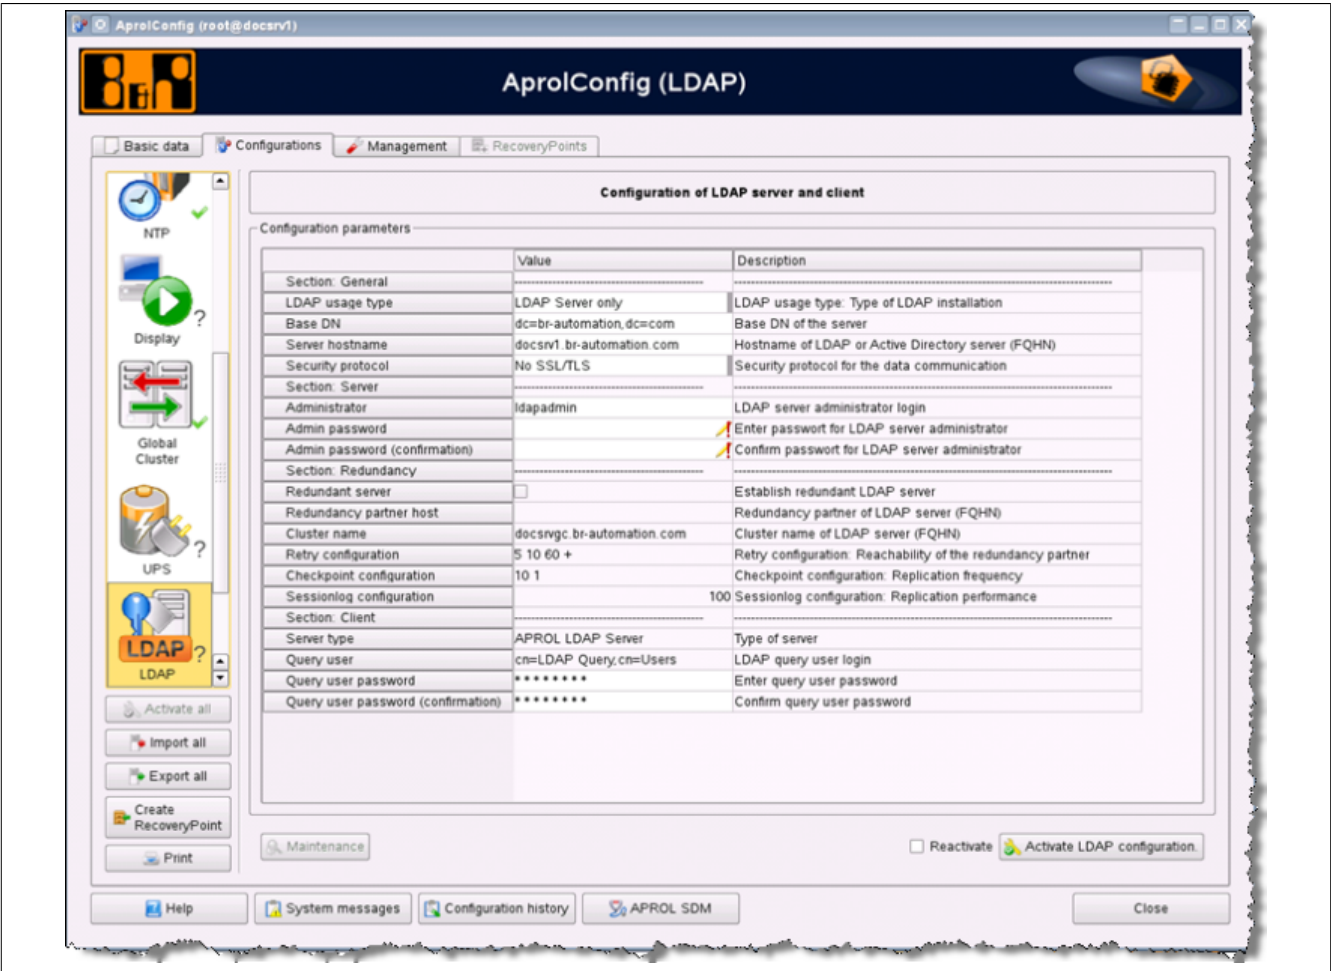 AprolConfig (root@docsrv1)
B&R
AprolConfig (LDAP)
Basic data
Configurations
Management
RecoveryPoints
NTP
?
Display
Global
Cluster
?
UPS
LDAP
?
LDAP
Activate all
Import all
Export all
Create
RecoveryPoint
Print
Configuration of LDAP server and client
Configuration parameters
Value Description
Section: General ---------- ----------
LDAP usage type LDAP Server only LDAP usage type: Type of LDAP installation
Base DN dc=br-automation,dc=com Base DN of the server
Server hostname docsrv1.br-automation.com Hostname of LDAP or Active Directory server (FQHN)
Security protocol No SSL/TLS Security protocol for the data communication
Section: Server ---------- ----------
Administrator ldapadmin LDAP server administrator login
Admin password Enter passwort for LDAP server administrator
Admin password (confirmation) Confirm passwort for LDAP server administrator
Section: Redundancy ---------- ----------
Redundant server Establish redundant LDAP server
Redundancy partner host Redundancy partner of LDAP server (FQHN)
Cluster name docsrvgc.br-automation.com Cluster name of LDAP server (FQHN)
Retry configuration 5 10 60 + Retry configuration: Reachability of the redundancy partner
Checkpoint configuration 10 1 Checkpoint configuration: Replication frequency
Sessionlog configuration 100 Sessionlog configuration: Replication performance
Section: Client ---------- ----------
Server type APROL LDAP Server Type of server
Query user cn=LDAP Query,cn=Users LDAP query user login
Query user password ******** Enter query user password
Query user password (confirmation) ******** Confirm query user password
Maintenance
Reactivate
Activate LDAP configuration.
Help
System messages
Configuration history
APROL SDM
Close